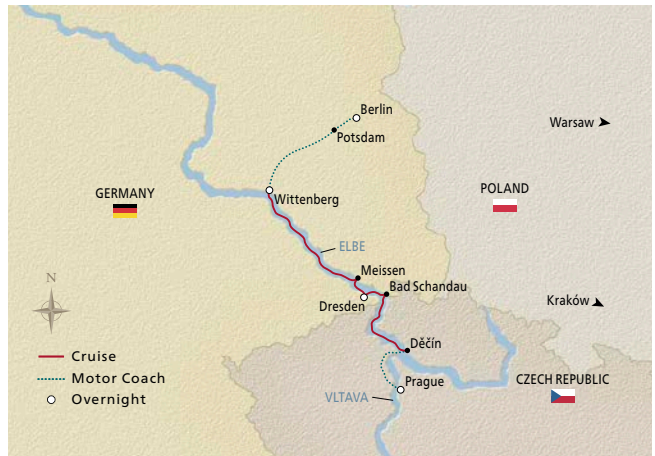 Berlin
Warsaw
Potsdam
GERMANY
POLAND
Wittenberg
ELBE
Meissen
N
Bad Schandau
Dresden
Kraków
Děčín
Cruise
Motor Coach
Prague
CZECH REPUBLIC
Overnight
VLTAVA